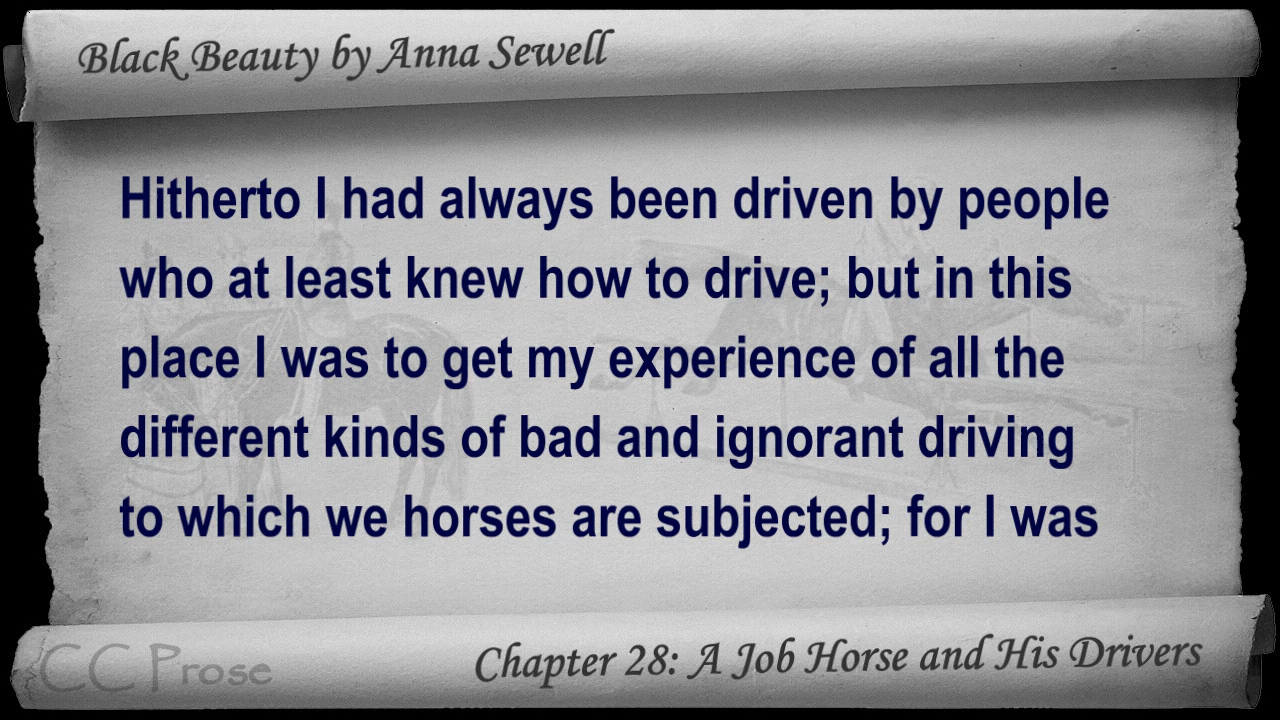 Black Beauty by Anna Sewell
Hitherto I had always been driven by people
who at least knew how to drive; but in this
place I was to get my experience of all the
different kinds of bad and ignorant driving
to which we horses are subjected; for I was
CC Prose
Chapter 28: A Job Horse and His Drivers